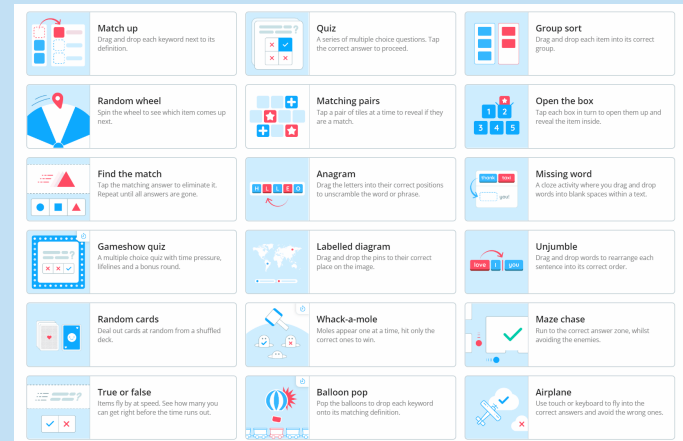 Match up
Drag and drop each keyword next to its
definition.
Quiz
A series of multiple choice questions. Tap
the correct answer to proceed.
Group sort
Drag and drop each item into its correct
group.
Random wheel
Spin the wheel to see which item comes up
next.
Matching pairs
Tap a pair of tiles at a time to reveal if they
are a match.
1 2
3 4 5
Open the box
Tap each box in turn to open them up and
reveal the item inside.
Find the match
Tap the matching answer to eliminate it.
Repeat until all answers are gone.
H L L E O
Anagram
Drag the letters into their correct positions
to unscramble the word or phrase.
thank
your
Missing word
A cloze activity where you drag and drop
words into blank spaces within a text.
Gameshow quiz
A multiple choice quiz with time pressure,
lifelines and a bonus round.
Labelled diagram
Drag and drop the pins to their correct
place on the image.
love I you
Unjumble
Drag and drop words to rearrange each
sentence into its correct order.
Random cards
Deal out cards at random from a shuffled
deck.
Whack-a-mole
Moles appear one at a time, hit only the
correct ones to win.
Maze chase
Run to the correct answer zone, whilst
avoiding the enemies.
True or false
Items fly by at speed. See how many you
can get right before the time runs out.
Balloon pop
Pop the balloons to drop each keyword
onto its matching definition.
Airplane
Use touch or keyboard to fly into the
correct answers and avoid the wrong ones.